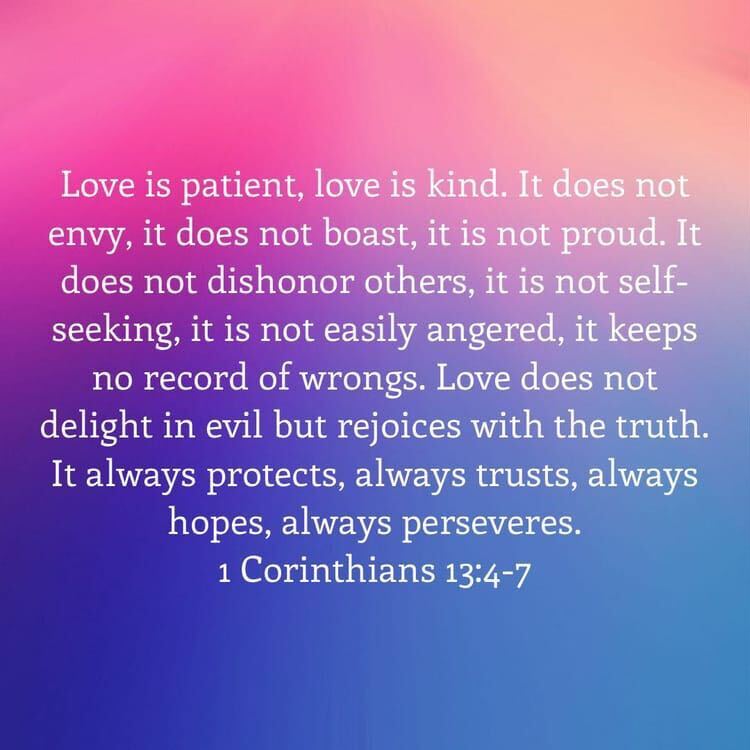 Love is patient, love is kind. It does not
envy, it does not boast, it is not proud. It
does not dishonor others, it is not self-
seeking, it is not easily angered, it keeps
no record of wrongs. Love does not
delight in evil but rejoices with the truth.
It always protects, always trusts, always
hopes, always perseveres.
1 Corinthians 13:4-7